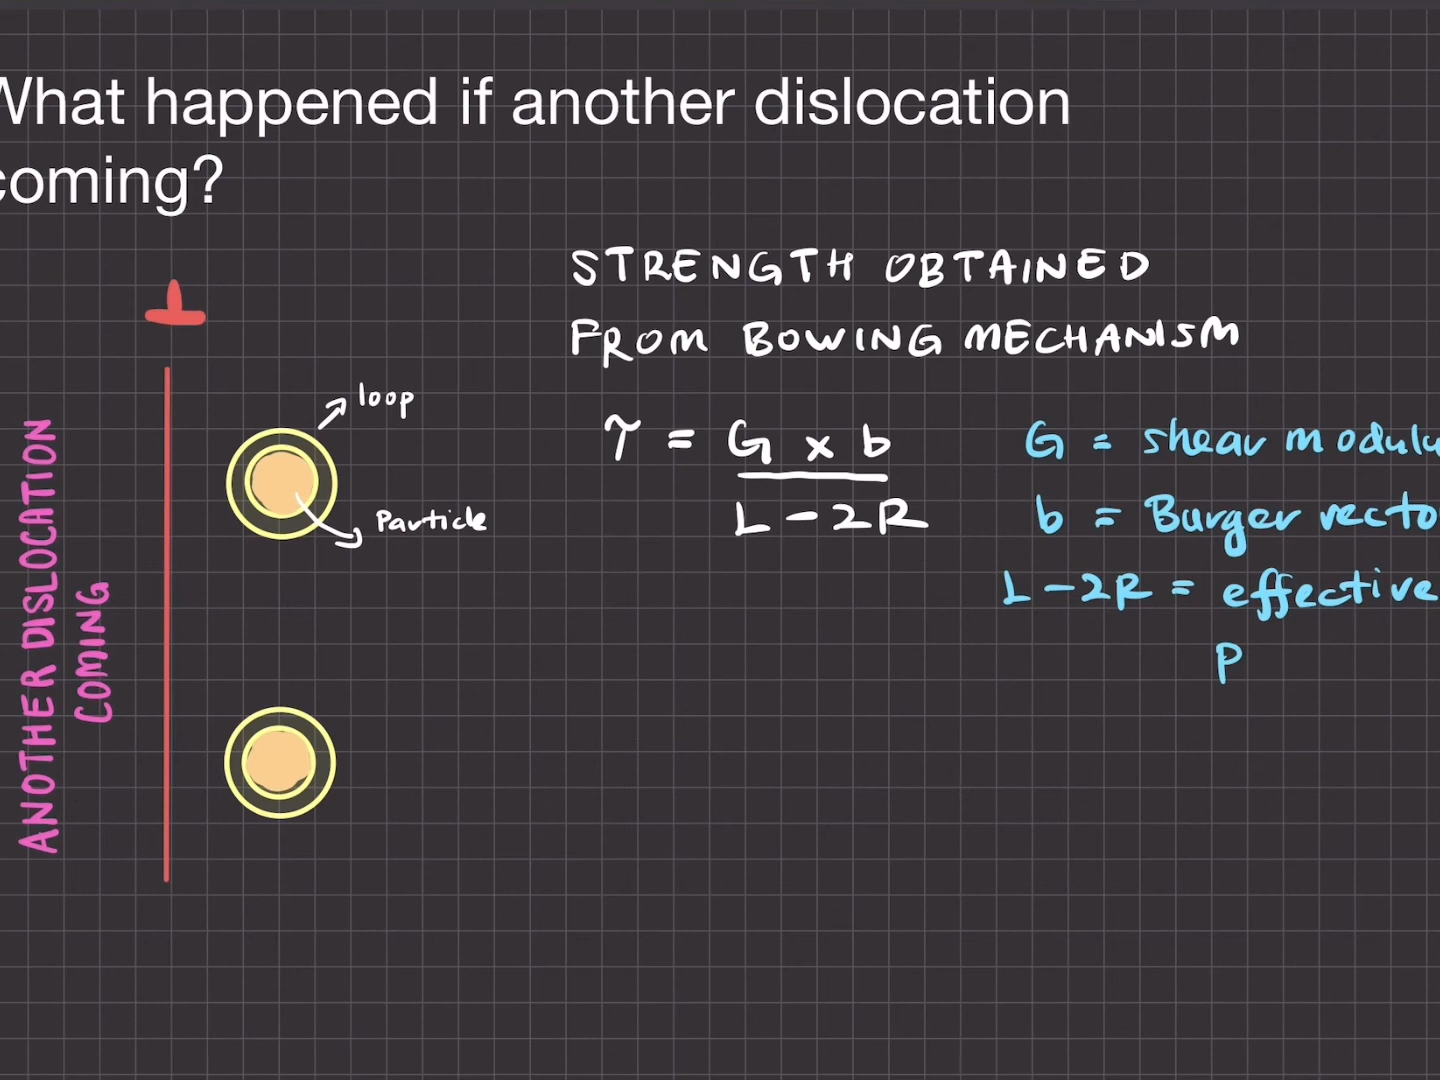 What happened if another dislocation
coming?
STRENGTH OBTAINED
FROM BOWING MECHANISM
loop
Particle
ANOTHER DISLOCATION
COMING
τ = G x b
L - 2R
G = shear modulu
b = Burger vecto
L - 2R = effective
P